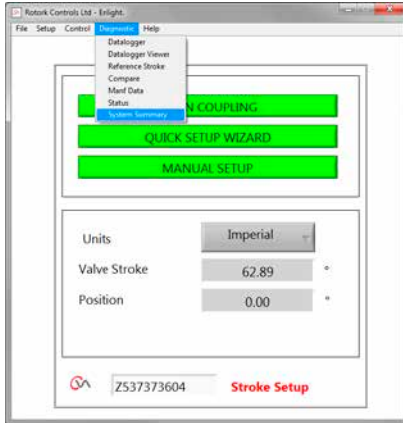 Rotork Controls Ltd - Enlight.
File Setup Control Diagnostic Help
Datalogger
Datalogger Viewer
Reference Stroke
Compare
Manf Data
Status
System Summary
N COUPLING
QUICK SETUP WIZARD
MANUAL SETUP
Units Imperial
Valve Stroke 62.89 °
Position 0.00 °
Z537373604 Stroke Setup